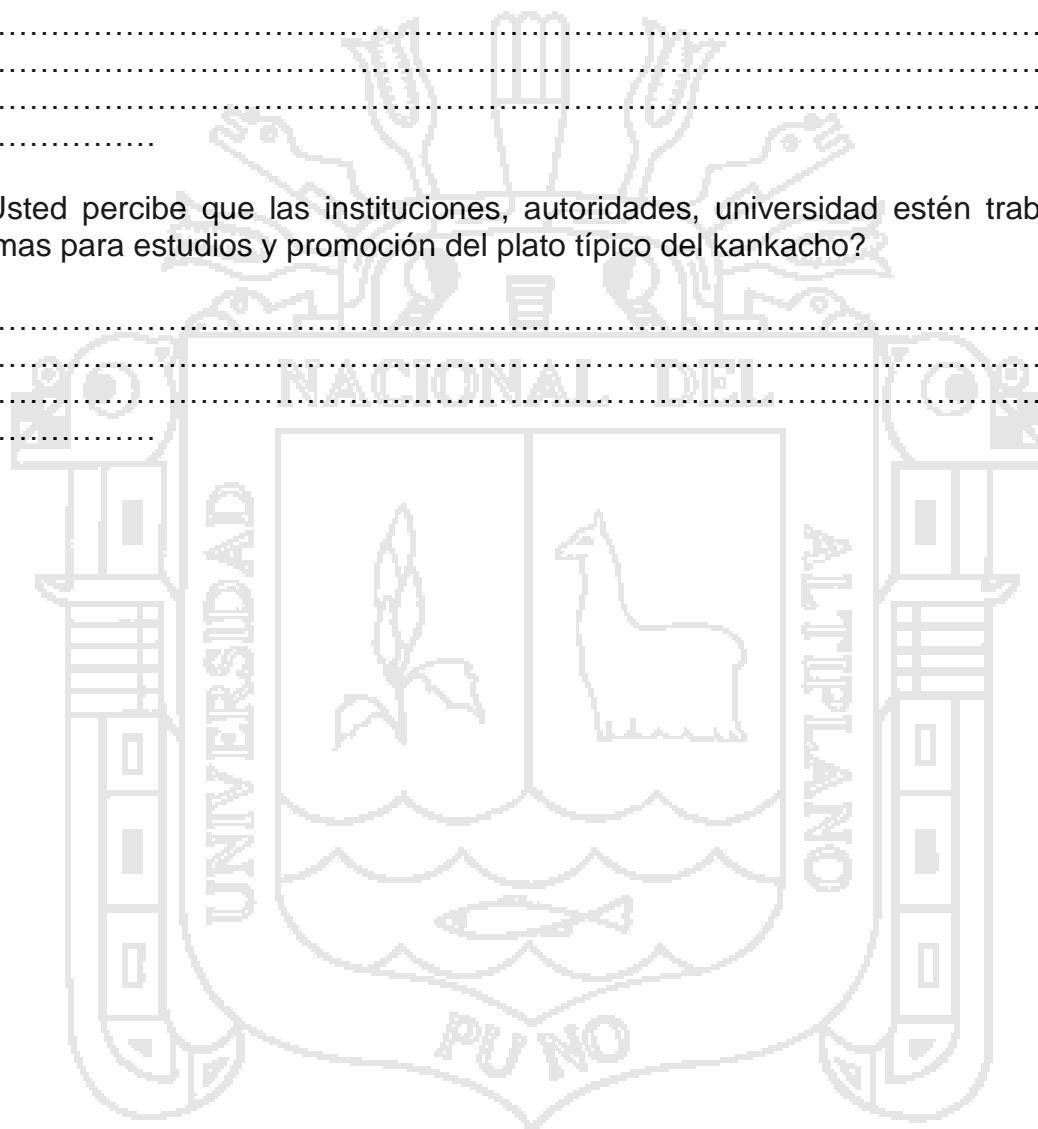 ……………………………………………………………………………………
……………………………………………………………………………………
……………………………………………………………………………………
……………
Usted percibe que las instituciones, autoridades, universidad estén trab
mas para estudios y promoción del plato típico del kankacho?
……………………………………………………………………………………
……………………………………………………………………………………
……………………………………………………………………………………
……………
NACIONAL DEL
UNIVERSIDAD
ALTIPLANO
PUNO